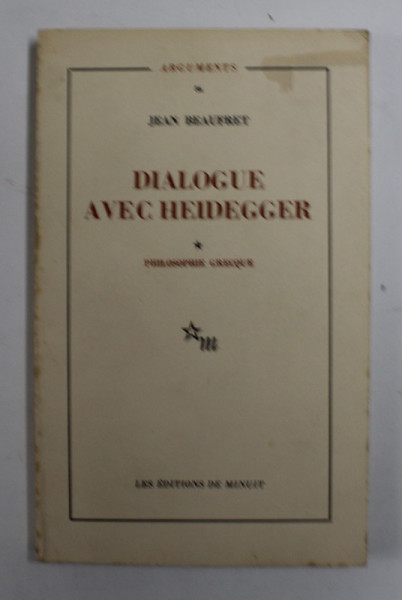 ARGUMENTS
JEAN BEAUFRET
DIALOGUE
AVEC HEIDEGGER
*
PHILOSOPHIE GRECQUE
m
LES ÉDITIONS DE MINUIT